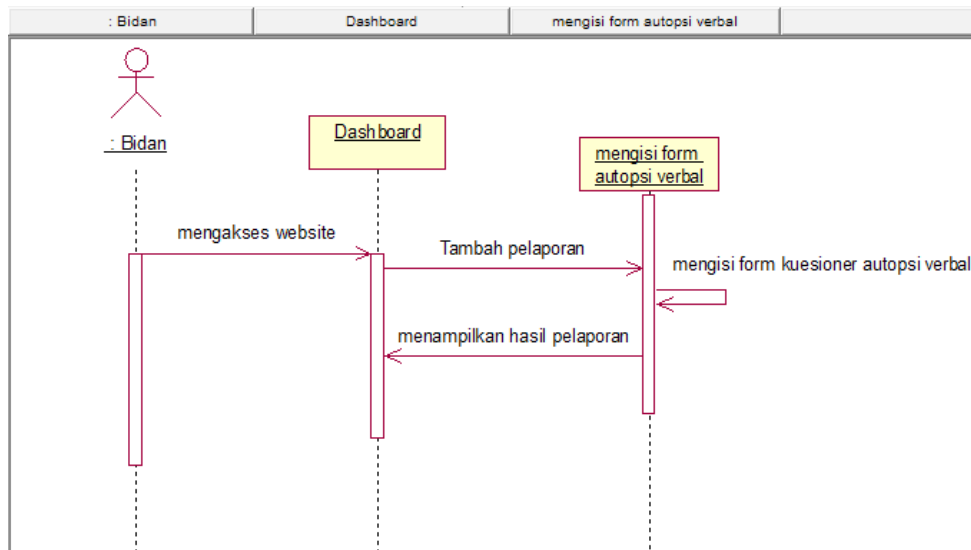 : Bidan
Dashboard
mengisi form autopsi verbal
: Bidan
Dashboard
mengisi form
autopsi verbal
mengakses website
Tambah pelaporan
mengisi form kuesioner autopsi verbal
menampilkan hasil pelaporan